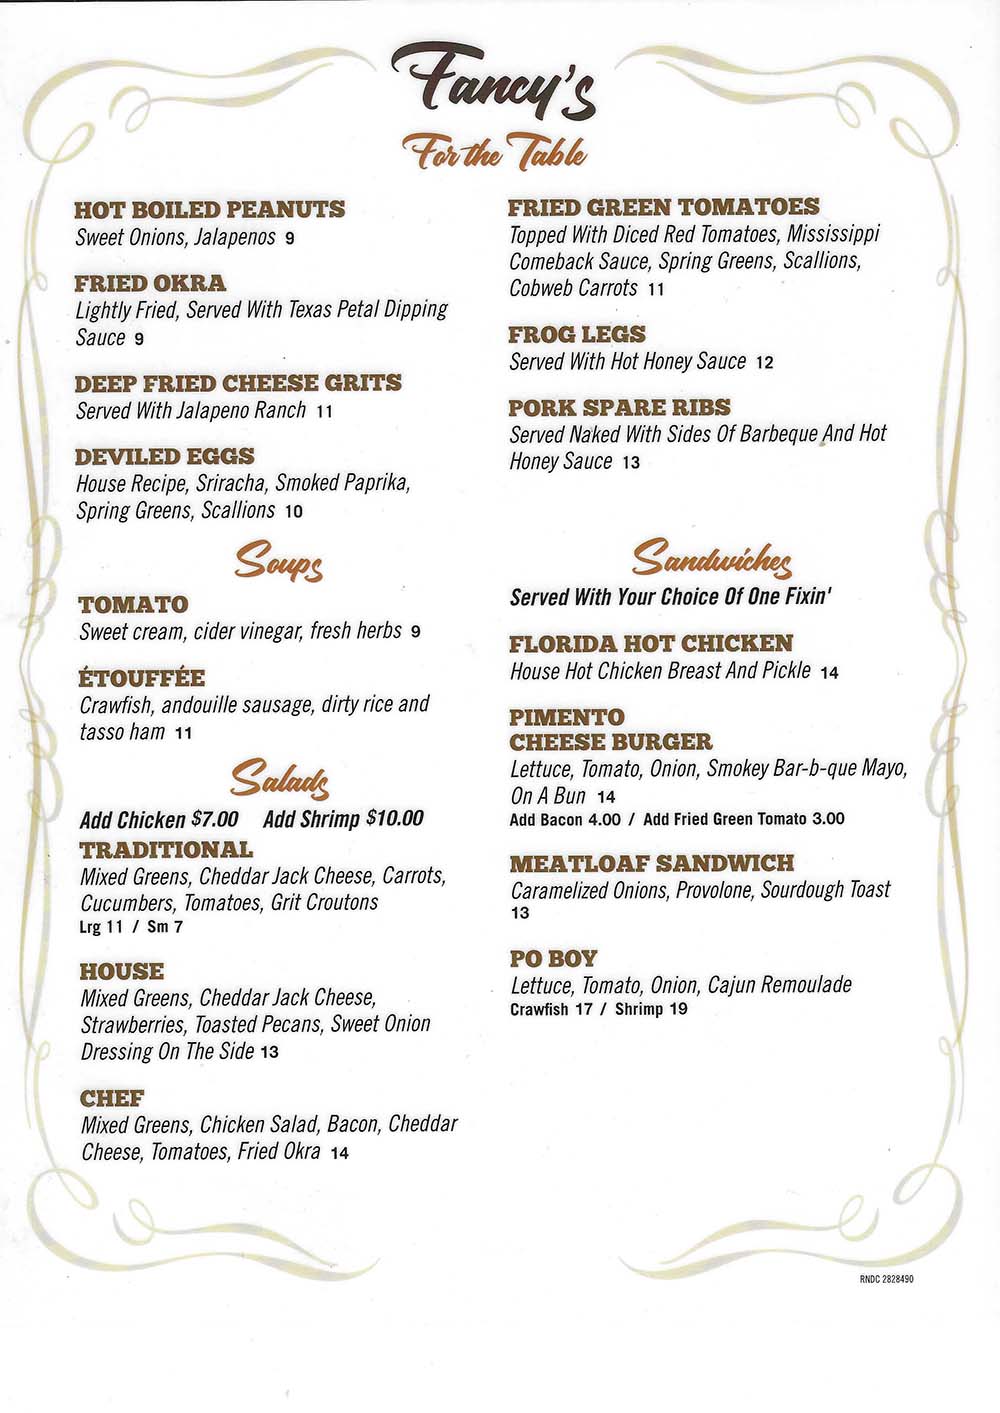 Fancy's
For the Table
HOT BOILED PEANUTS
Sweet Onions, Jalapenos 9
FRIED OKRA
Lightly Fried, Served With Texas Petal Dipping
Sauce 9
DEEP FRIED CHEESE GRITS
Served With Jalapeno Ranch 11
DEVILED EGGS
House Recipe, Sriracha, Smoked Paprika,
Spring Greens, Scallions 10
FRIED GREEN TOMATOES
Topped With Diced Red Tomatoes, Mississippi
Comeback Sauce, Spring Greens, Scallions,
Cobweb Carrots 11
FROG LEGS
Served With Hot Honey Sauce 12
PORK SPARE RIBS
Served Naked With Sides Of Barbeque And Hot
Honey Sauce 13
Soups
TOMATO
Sweet cream, cider vinegar, fresh herbs 9
ÉTOUFFÉE
Crawfish, andouille sausage, dirty rice and
tasso ham 11
Salads
Add Chicken $7.00 Add Shrimp $10.00
TRADITIONAL
Mixed Greens, Cheddar Jack Cheese, Carrots,
Cucumbers, Tomatoes, Grit Croutons
Lrg 11 / Sm 7
HOUSE
Mixed Greens, Cheddar Jack Cheese,
Strawberries, Toasted Pecans, Sweet Onion
Dressing On The Side 13
CHEF
Mixed Greens, Chicken Salad, Bacon, Cheddar
Cheese, Tomatoes, Fried Okra 14
Sandwiches
Served With Your Choice Of One Fixin'
FLORIDA HOT CHICKEN
House Hot Chicken Breast And Pickle 14
PIMENTO
CHEESE BURGER
Lettuce, Tomato, Onion, Smokey Bar-b-que Mayo,
On A Bun 14
Add Bacon 4.00 / Add Fried Green Tomato 3.00
MEATLOAF SANDWICH
Caramelized Onions, Provolone, Sourdough Toast
13
PO BOY
Lettuce, Tomato, Onion, Cajun Remoulade
Crawfish 17 / Shrimp 19
RNDC 2828490